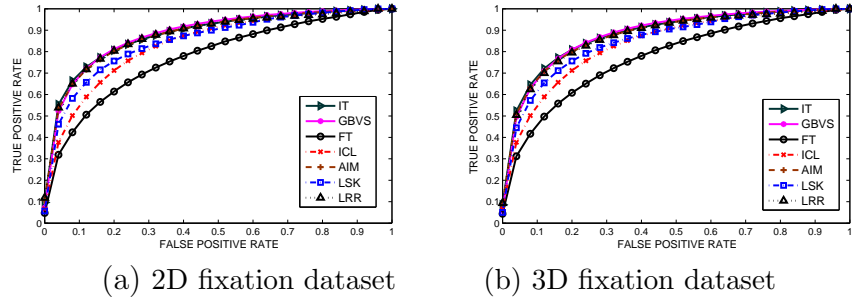 TRUE POSITIVE RATE
1
0.9
0.8
0.7
0.6
0.5
0.4
0.3
0.2
0.1
0
0 0.1 0.2 0.3 0.4 0.5 0.6 0.7 0.8 0.9 1
FALSE POSITIVE RATE
IT
GBVS
FT
ICL
AIM
LSK
LRR
(a) 2D fixation dataset
TRUE POSITIVE RATE
1
0.9
0.8
0.7
0.6
0.5
0.4
0.3
0.2
0.1
0
0 0.1 0.2 0.3 0.4 0.5 0.6 0.7 0.8 0.9 1
FALSE POSITIVE RATE
IT
GBVS
FT
ICL
AIM
LSK
LRR
(b) 3D fixation dataset